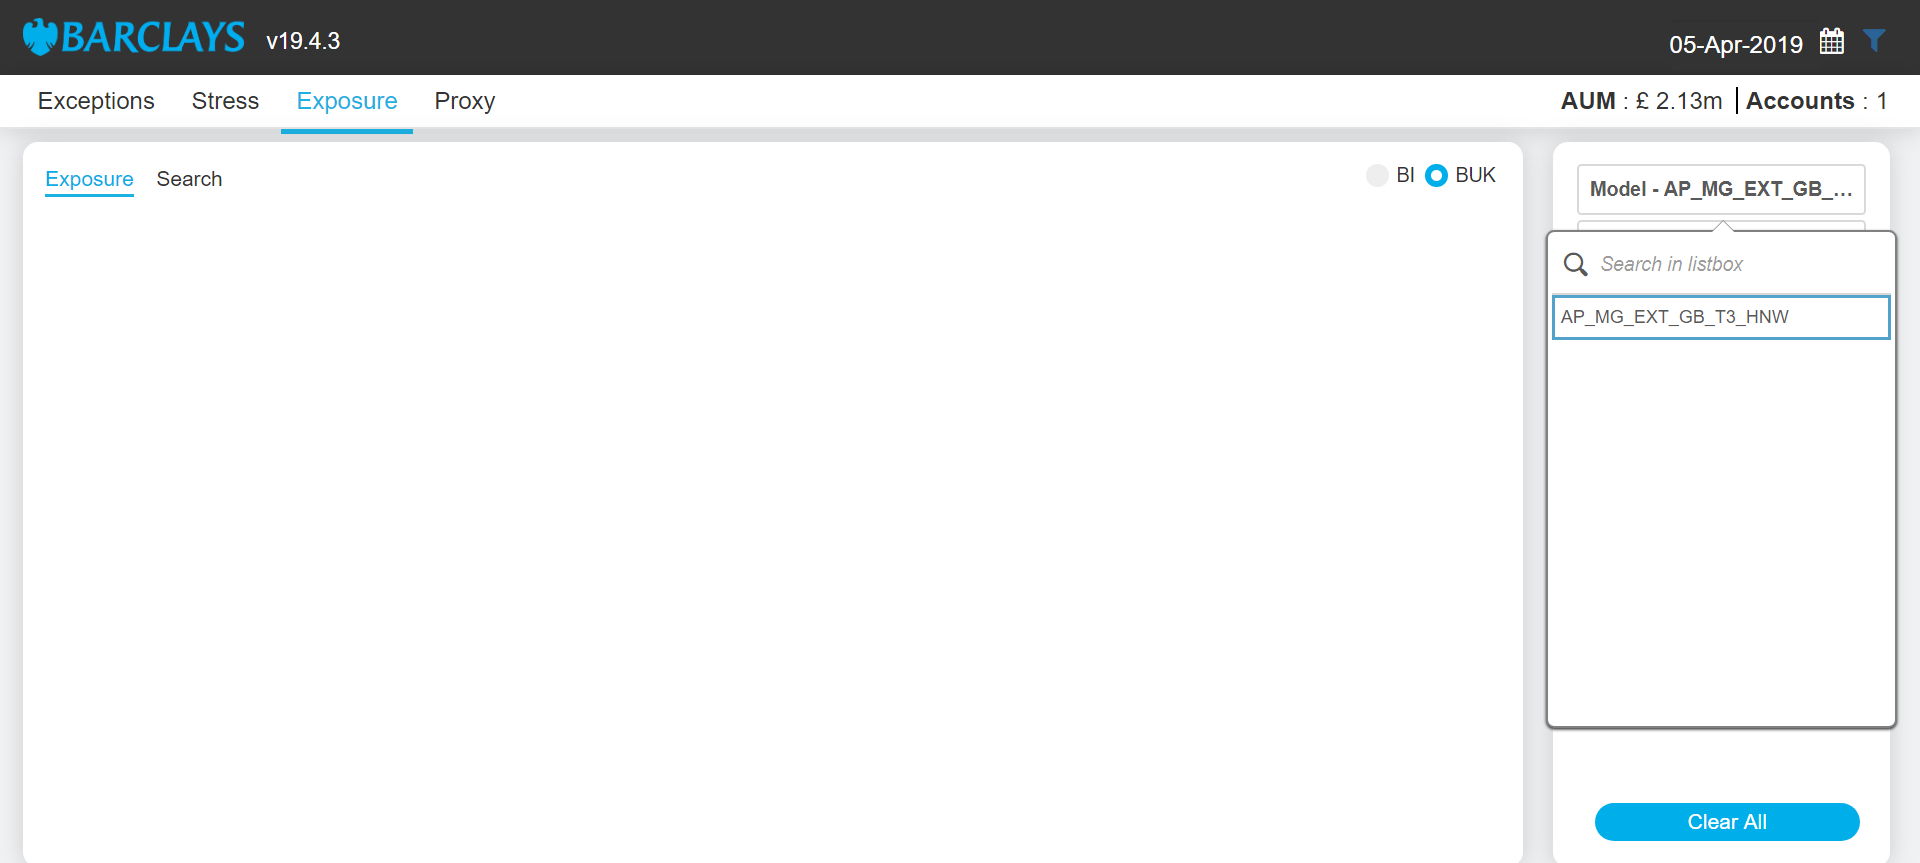 BARCLAYS v19.4.3
05-Apr-2019
Exceptions Stress Exposure Proxy
AUM : £ 2.13m Accounts : 1
Exposure Search
BI BUK
Model - AP_MG_EXT_GB_...
Search in listbox
AP_MG_EXT_GB_T3_HNW
Clear All